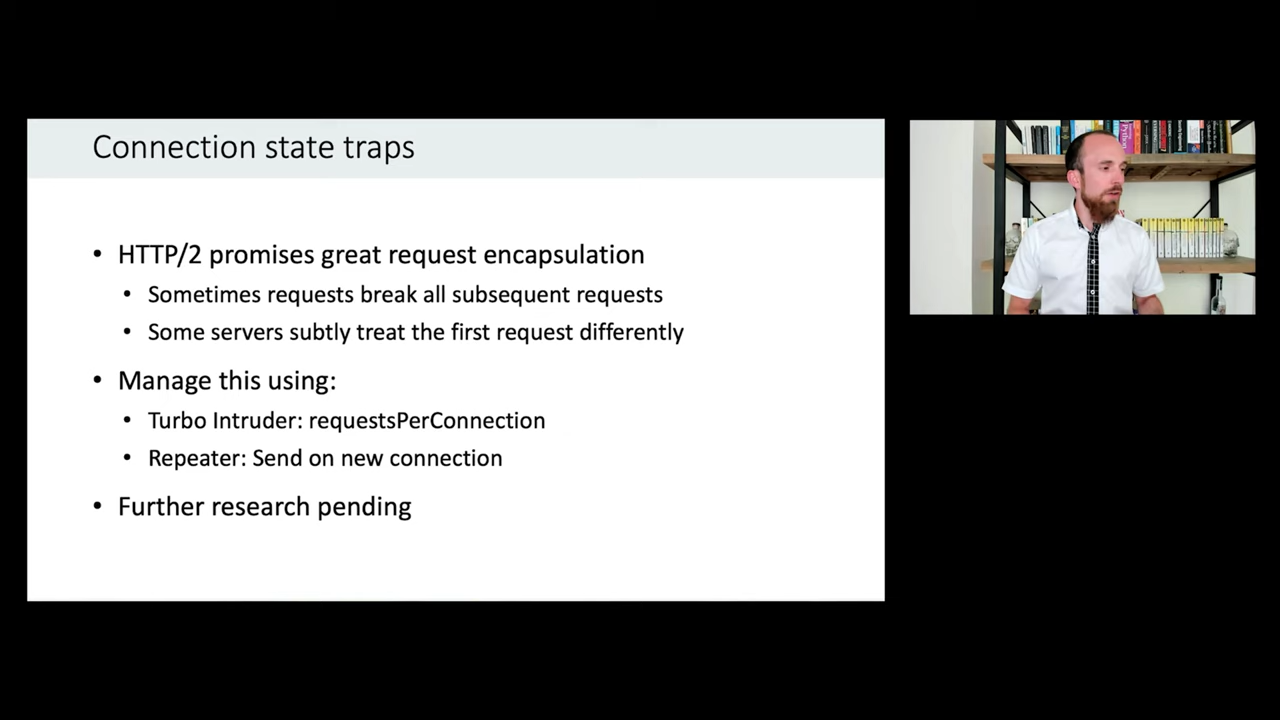 Connection state traps
• HTTP/2 promises great request encapsulation
• Sometimes requests break all subsequent requests
• Some servers subtly treat the first request differently
• Manage this using:
• Turbo Intruder: requestsPerConnection
• Repeater: Send on new connection
• Further research pending
Python